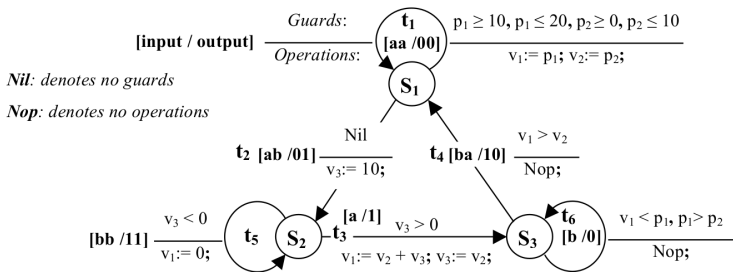 Guards: t₁ p₁ ≥ 10, p₁ ≤ 20, p₂ ≥ 0, p₂ ≤ 10
[input / output] [aa /00]
Operations: v₁:= p₁; v₂:= p₂;
Nil: denotes no guards
S₁
Nop: denotes no operations
Nil v₁ > v₂
t₂ [ab /01] t₄ [ba /10]
v₃:= 10; Nop;
v₃ < 0 [a /1] v₃ > 0 t₆ v₁ < p₁, p₁> p₂
[bb /11] t₅ S₂ t₃ S₃ [b /0]
v₁:= 0; v₁:= v₂ + v₃; v₃:= v₂; Nop;